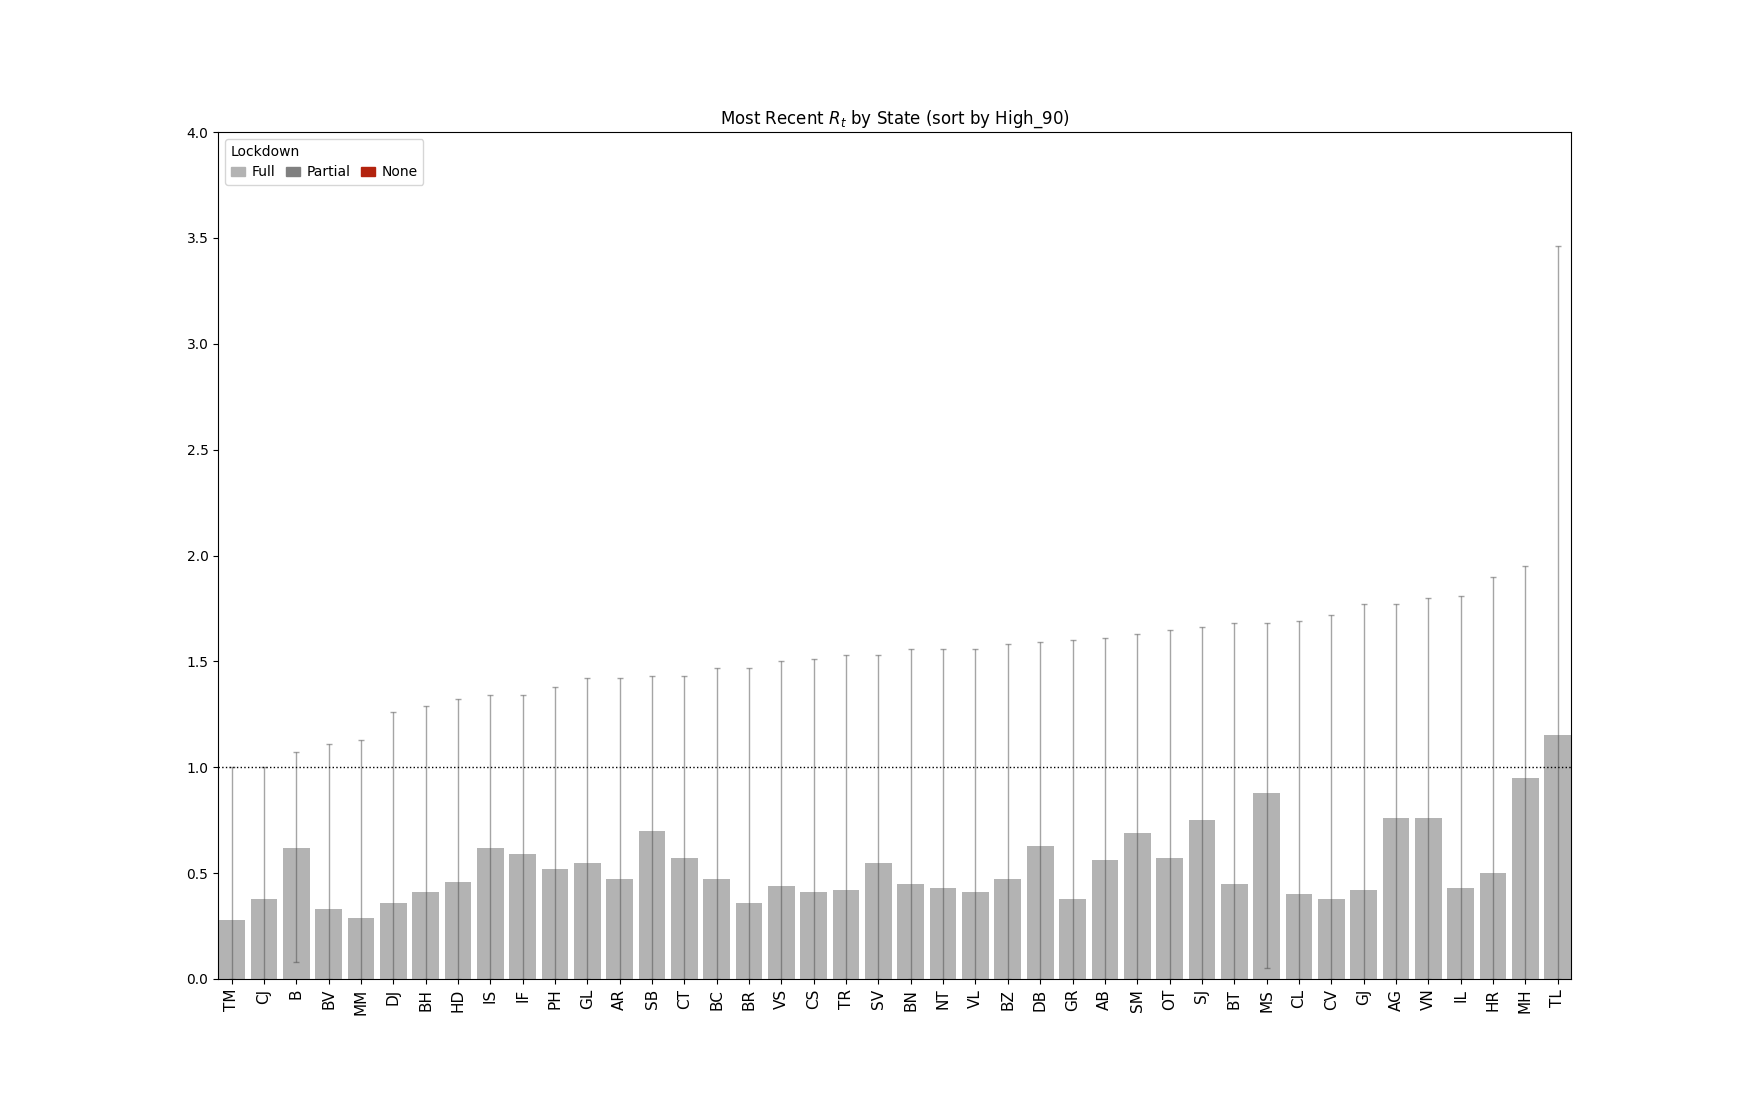 Most Recent R_t by State (sort by High_90)
4.0
Lockdown
Full Partial None
3.5
3.0
2.5
2.0
1.5
1.0
0.5
0.0
TM CJ B BV MM DJ BH HD IS IF PH GL AR SB CT BC BR VS CS TR SV BN NT VL BZ DB GR AB SM OT SJ BT MS CL CV GJ AG VN IL HR MH TL